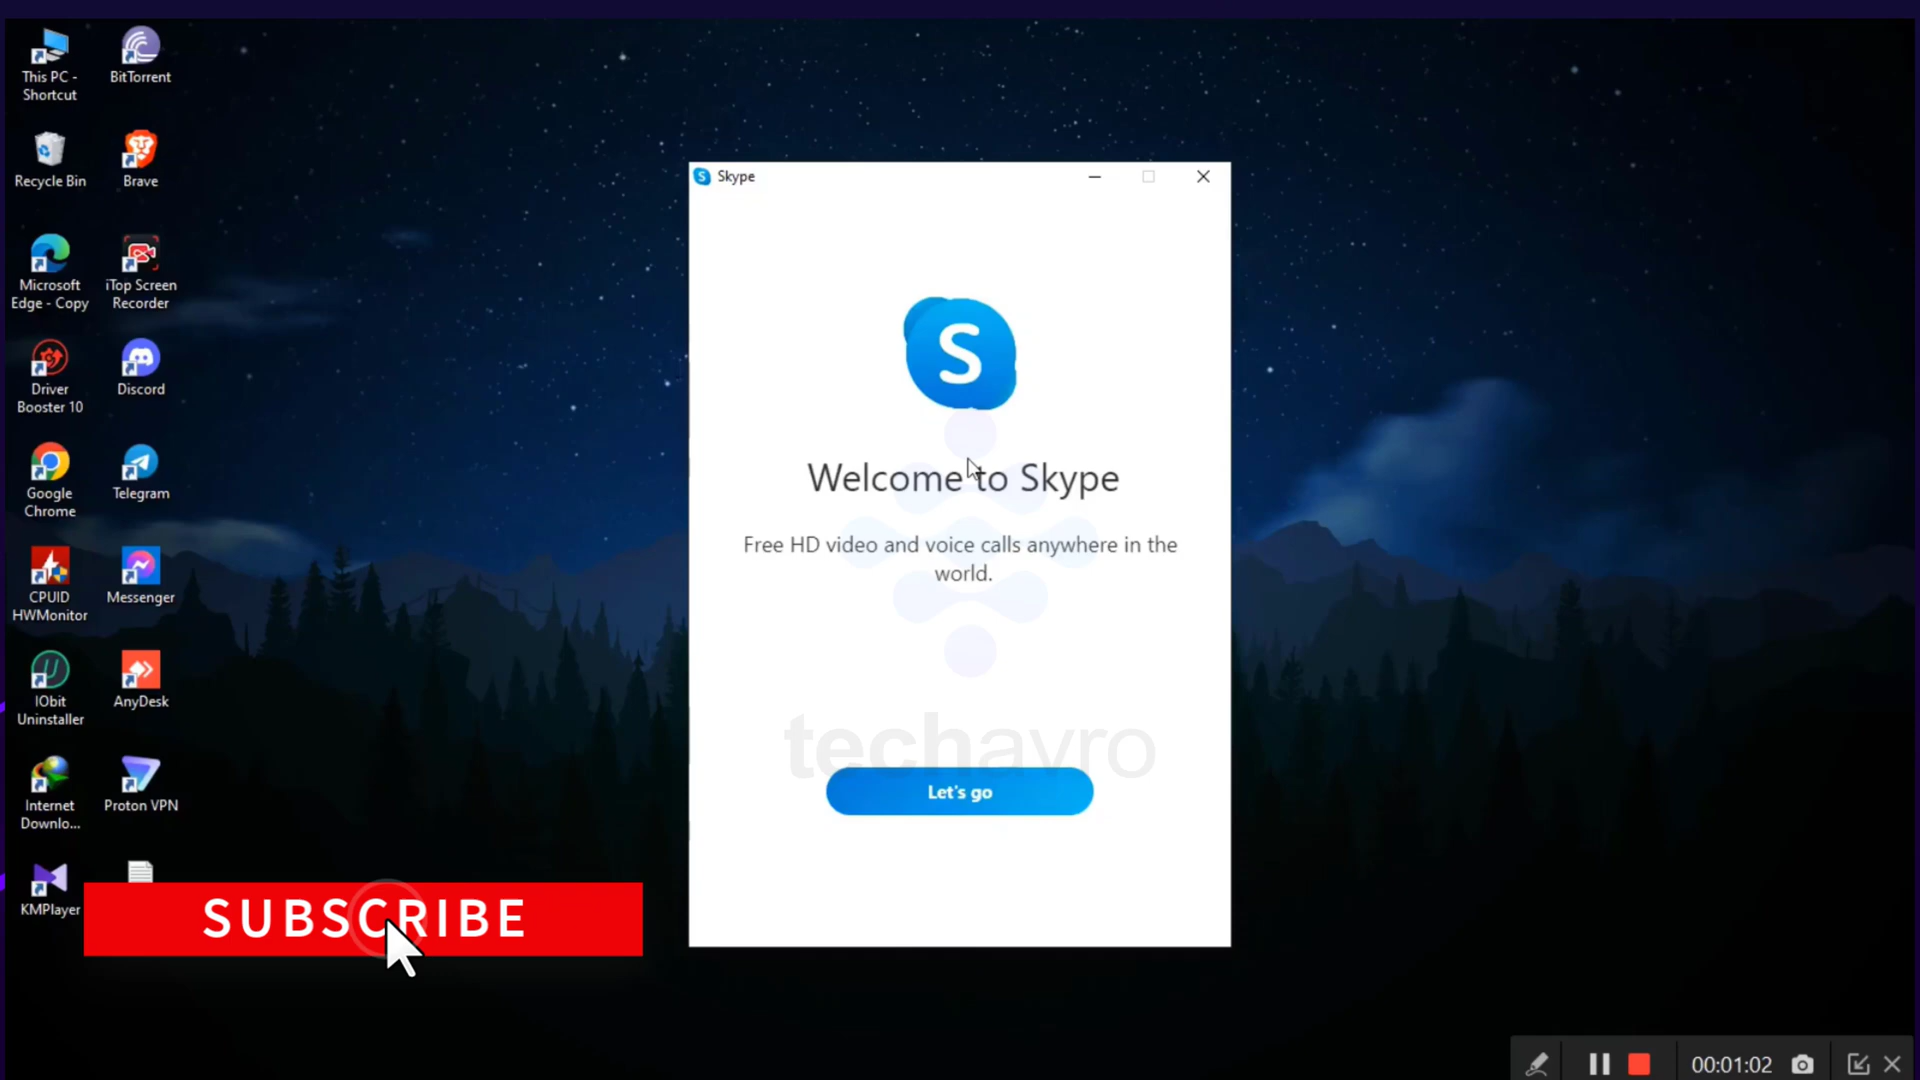 This PC -
Shortcut
BitTorrent
Recycle Bin
Brave
Microsoft
Edge - Copy
iTop Screen
Recorder
Driver
Booster 10
Discord
Google
Chrome
Telegram
CPUID
HWMonitor
Messenger
IObit
Uninstaller
AnyDesk
Internet
Downlo...
Proton VPN
KMPlayer
SUBSCRIBE
S Skype
S
Welcome to Skype
Free HD video and voice calls anywhere in the
world.
techavro
Let's go
00:01:02